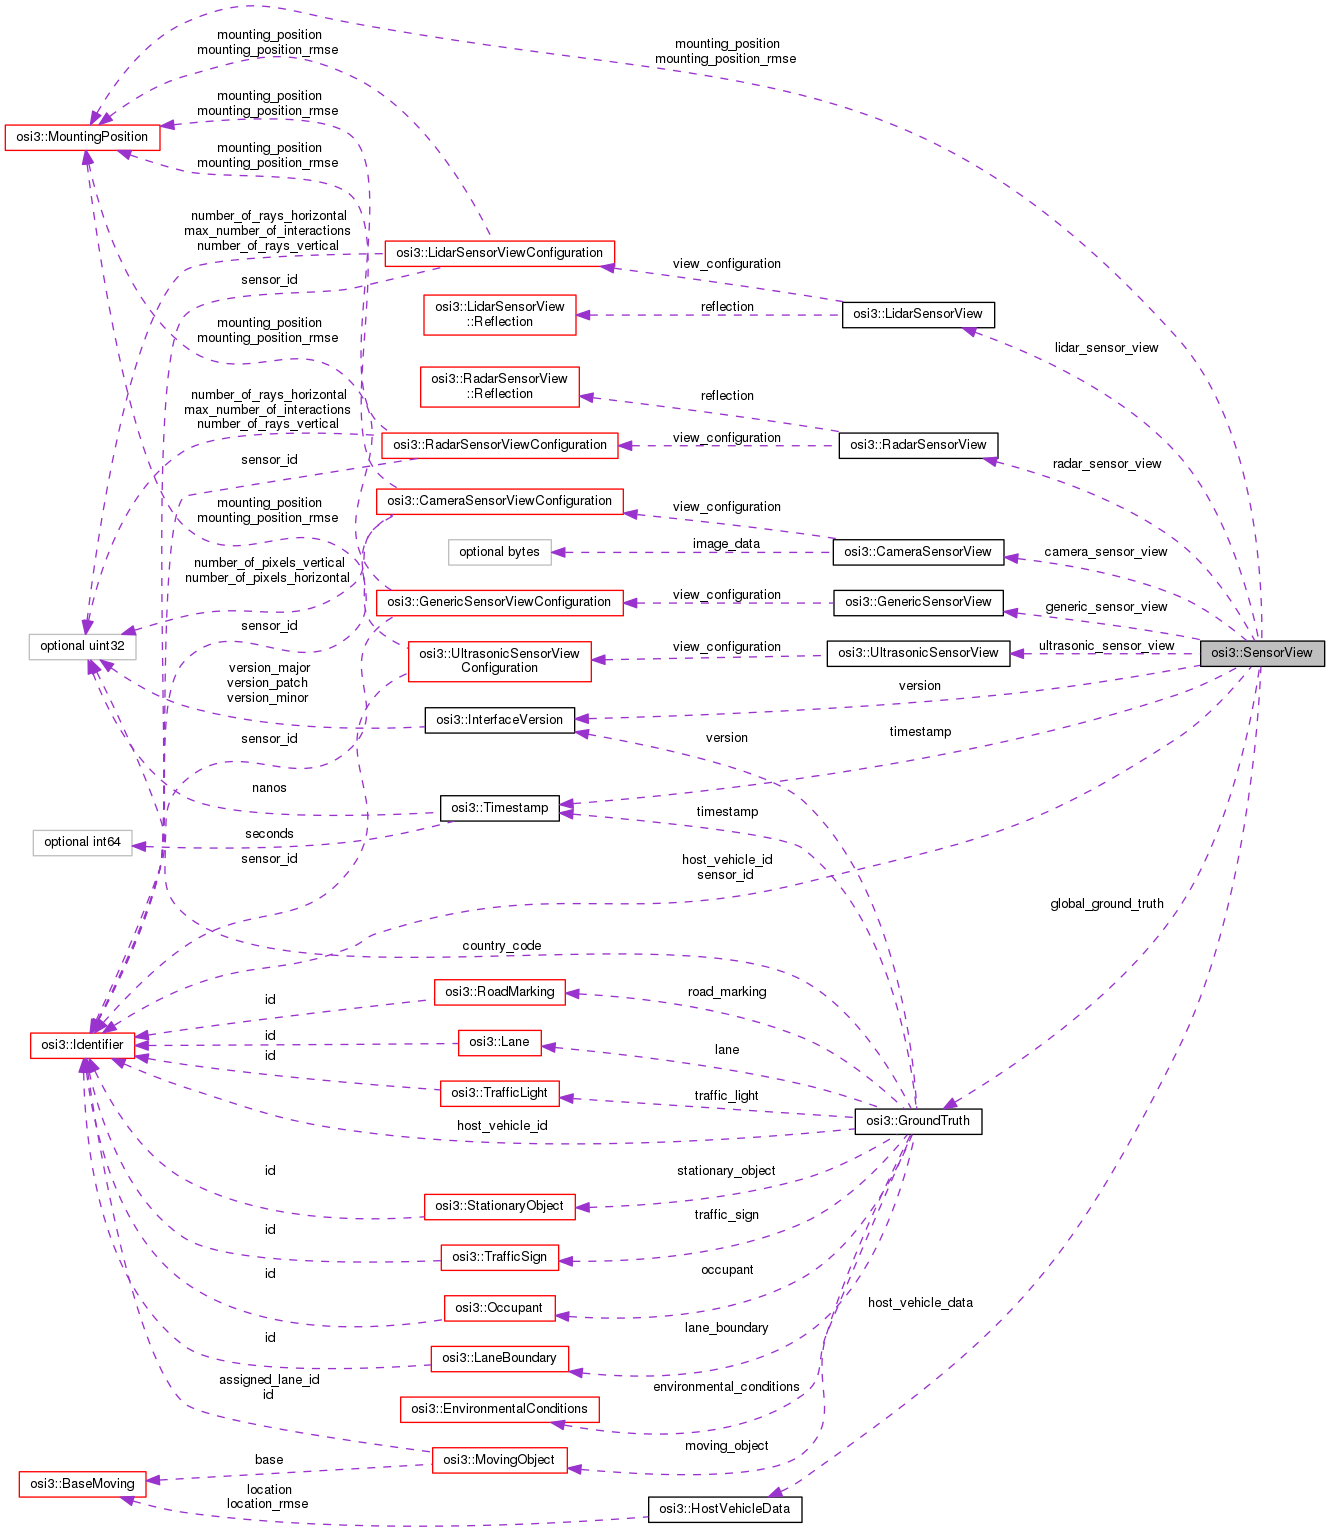 mounting_position
mounting_position_rmse
mounting_position
mounting_position_rmse
mounting_position
mounting_position_rmse
osi3::MountingPosition
mounting_position
mounting_position_rmse
number_of_rays_horizontal
max_number_of_interactions
number_of_rays_vertical
osi3::LidarSensorViewConfiguration
view_configuration
sensor_id
osi3::LidarSensorView
::Reflection
reflection
osi3::LidarSensorView
mounting_position
mounting_position_rmse
lidar_sensor_view
osi3::RadarSensorView
::Reflection
reflection
number_of_rays_horizontal
max_number_of_interactions
number_of_rays_vertical
osi3::RadarSensorViewConfiguration
view_configuration
osi3::RadarSensorView
radar_sensor_view
sensor_id
osi3::CameraSensorViewConfiguration
view_configuration
mounting_position
mounting_position_rmse
optional bytes
image_data
osi3::CameraSensorView
camera_sensor_view
number_of_pixels_vertical
number_of_pixels_horizontal
osi3::GenericSensorViewConfiguration
view_configuration
osi3::GenericSensorView
generic_sensor_view
sensor_id
optional uint32
osi3::UltrasonicSensorView
Configuration
view_configuration
osi3::UltrasonicSensorView
ultrasonic_sensor_view
osi3::SensorView
version_major
version_patch
version_minor
version
osi3::InterfaceVersion
version
timestamp
sensor_id
nanos
osi3::Timestamp
timestamp
seconds
optional int64
sensor_id
host_vehicle_id
sensor_id
global_ground_truth
country_code
id
osi3::RoadMarking
road_marking
osi3::Identifier
id
osi3::Lane
lane
id
osi3::TrafficLight
traffic_light
host_vehicle_id
osi3::GroundTruth
id
stationary_object
osi3::StationaryObject
traffic_sign
id
osi3::TrafficSign
id
occupant
osi3::Occupant
host_vehicle_data
id
lane_boundary
osi3::LaneBoundary
assigned_lane_id
id
environmental_conditions
osi3::EnvironmentalConditions
moving_object
base
osi3::MovingObject
osi3::BaseMoving
location
location_rmse
osi3::HostVehicleData